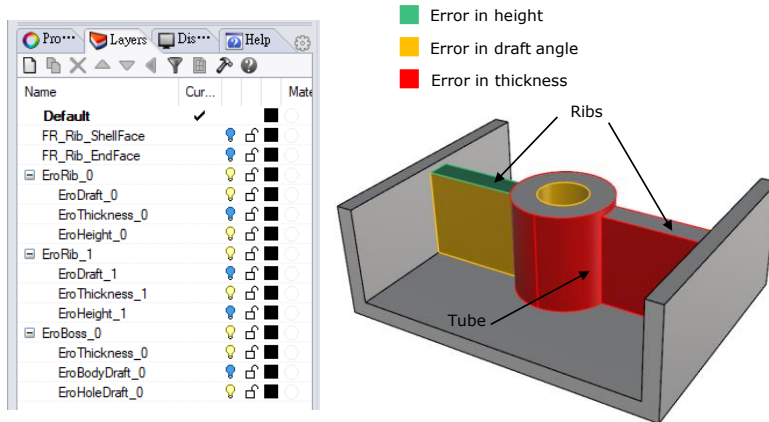 Pro···
Layers
Dis···
Help
Name Cur... Mate
Default
FR_Rib_ShellFace
FR_Rib_EndFace
EroRib_0
EroDraft_0
EroThickness_0
EroHeight_0
EroRib_1
EroDraft_1
EroThickness_1
EroHeight_1
EroBoss_0
EroThickness_0
EroBodyDraft_0
EroHoleDraft_0
Error in height
Error in draft angle
Error in thickness
Ribs
Tube